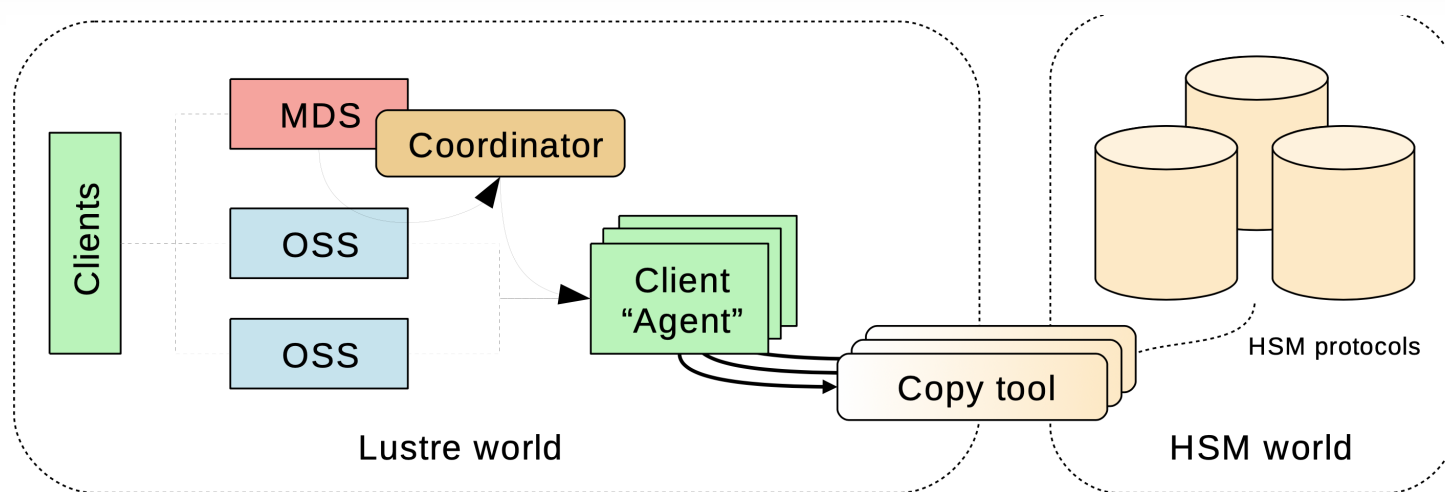 MDS
Coordinator
Clients
OSS
Client
“Agent”
OSS
HSM protocols
Copy tool
Lustre world
HSM world